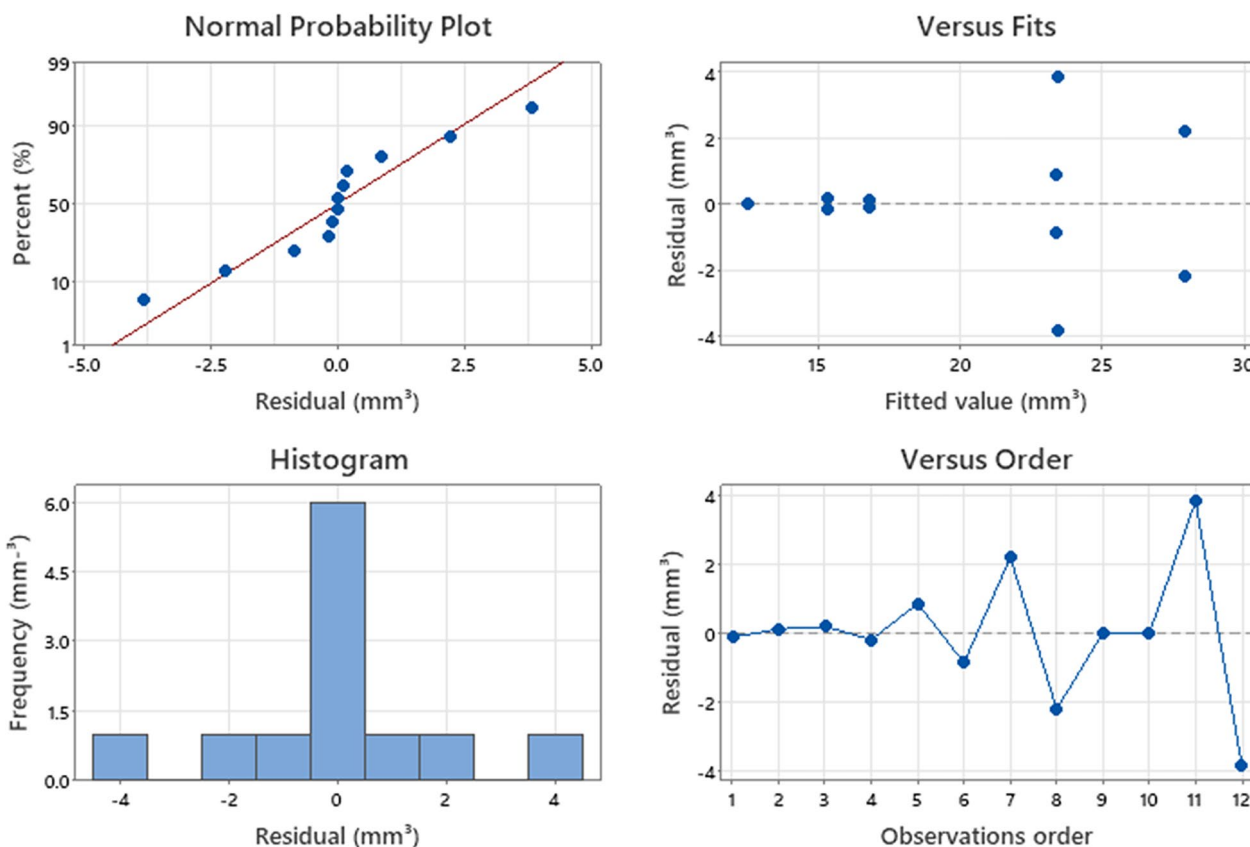 Normal Probability Plot
Percent (%)
99
90
50
10
1
-5.0 -2.5 0.0 2.5 5.0
Residual (mm³)
Versus Fits
Residual (mm³)
4
2
0
-2
-4
15 20 25 30
Fitted value (mm³)
Histogram
Frequency (mm-³)
6.0
4.5
3.0
1.5
0.0
-4 -2 0 2 4
Residual (mm³)
Versus Order
Residual (mm³)
4
2
0
-2
-4
1 2 3 4 5 6 7 8 9 10 11 12
Observations order